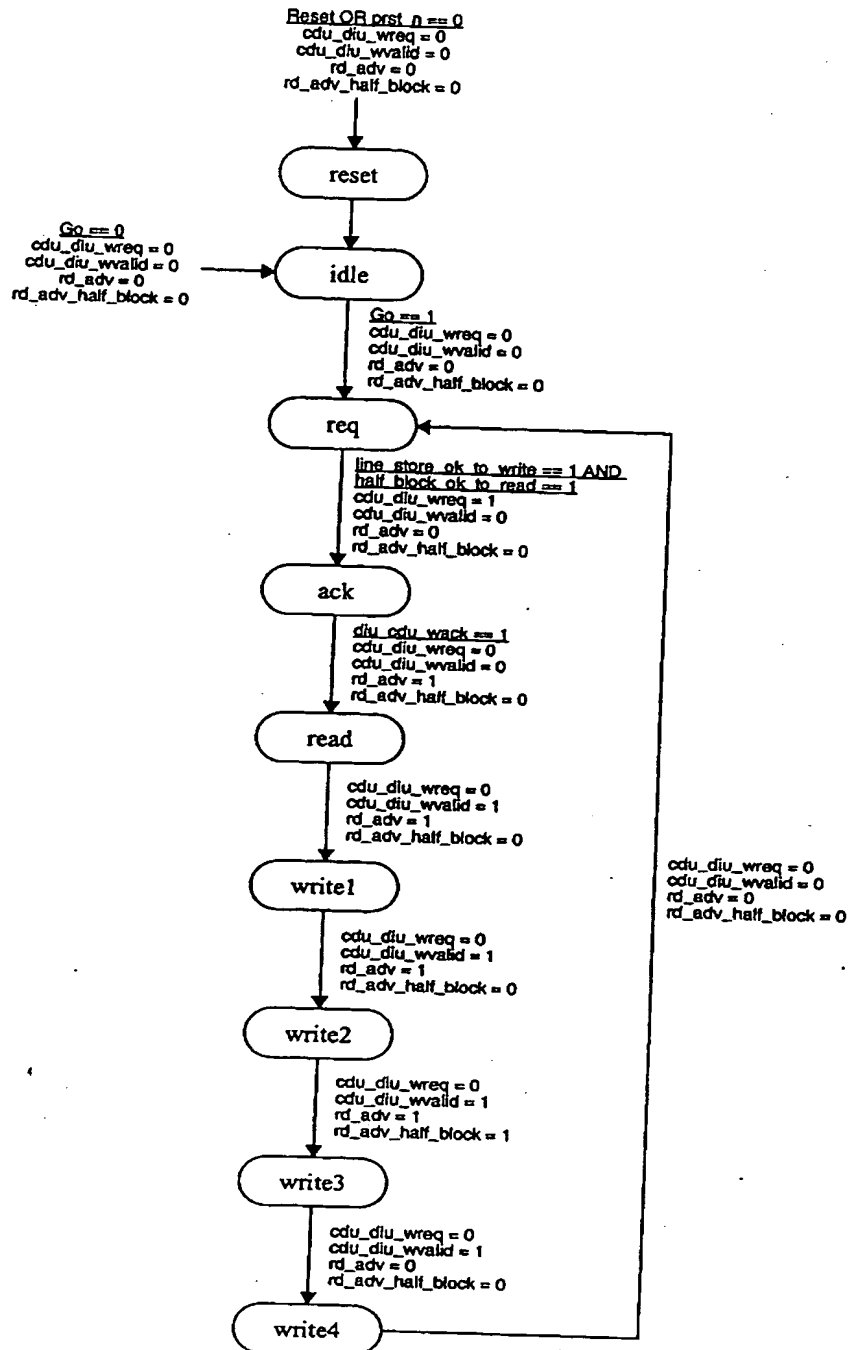 Reset OR prst_n == 0
cdu_diu_wreq = 0
cdu_diu_wvalid = 0
rd_adv = 0
rd_adv_half_block = 0
reset
Go == 0
cdu_diu_wreq = 0
cdu_diu_wvalid = 0
rd_adv = 0
rd_adv_half_block = 0
idle
Go == 1
cdu_diu_wreq = 0
cdu_diu_wvalid = 0
rd_adv = 0
rd_adv_half_block = 0
req
line_store_ok_to_write == 1 AND
half_block_ok_to_read == 1
cdu_diu_wreq = 1
cdu_diu_wvalid = 0
rd_adv = 0
rd_adv_half_block = 0
ack
diu_cdu_wack == 1
cdu_diu_wreq = 0
cdu_diu_wvalid = 0
rd_adv = 1
rd_adv_half_block = 0
read
cdu_diu_wreq = 0
cdu_diu_wvalid = 1
rd_adv = 1
rd_adv_half_block = 0
write1
cdu_diu_wreq = 0
cdu_diu_wvalid = 0
rd_adv = 0
rd_adv_half_block = 0
cdu_diu_wreq = 0
cdu_diu_wvalid = 1
rd_adv = 1
rd_adv_half_block = 0
write2
cdu_diu_wreq = 0
cdu_diu_wvalid = 1
rd_adv = 1
rd_adv_half_block = 1
write3
cdu_diu_wreq = 0
cdu_diu_wvalid = 1
rd_adv = 0
rd_adv_half_block = 0
write4